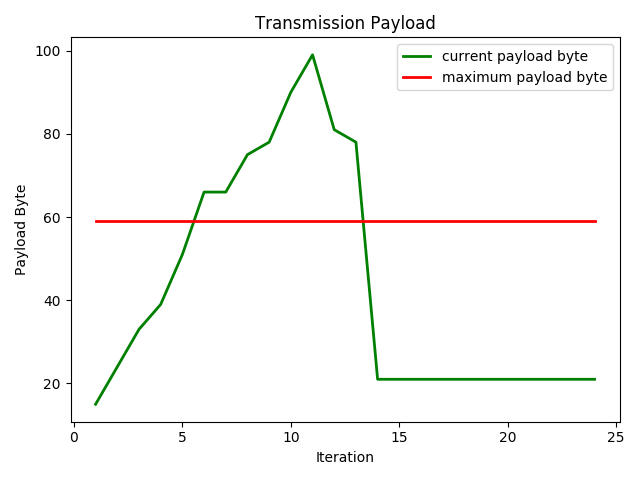 Transmission Payload
current payload byte
maximum payload byte
100
80
60
40
20
Payload Byte
0
5
10
15
20
25
Iteration